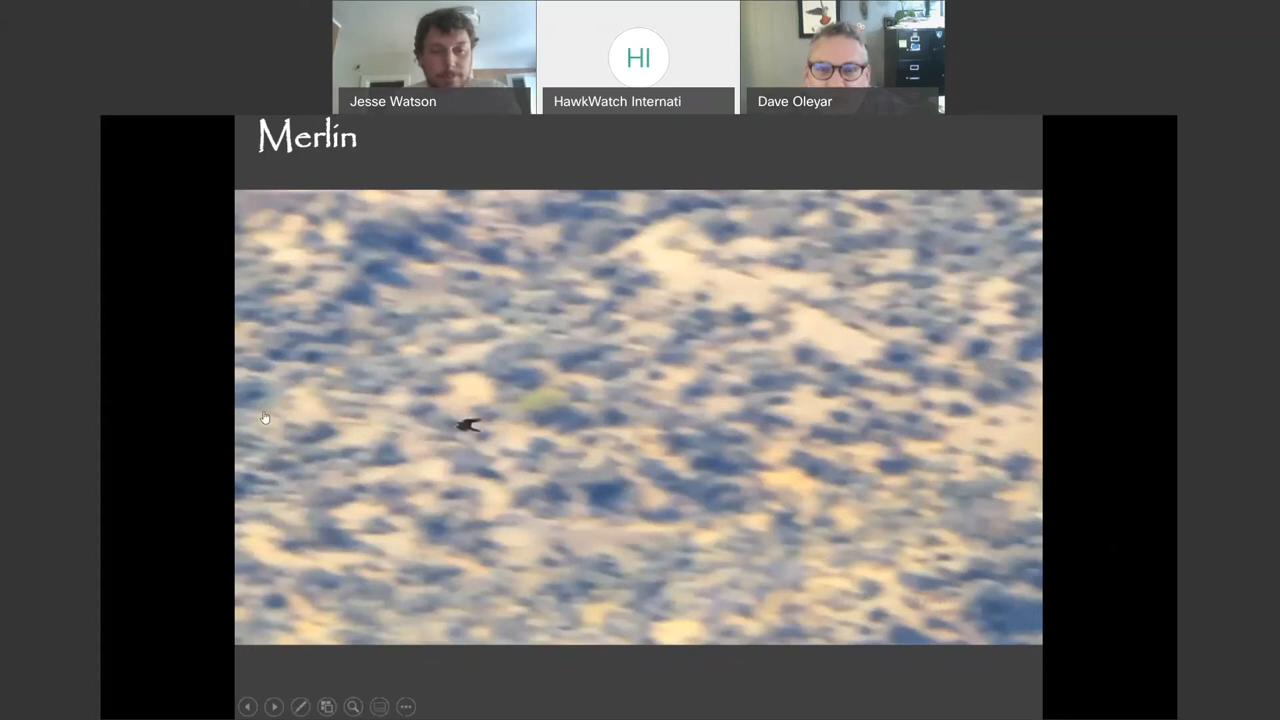 HI
Jesse Watson
HawkWatch Internati
Dave Oleyar
Merlin